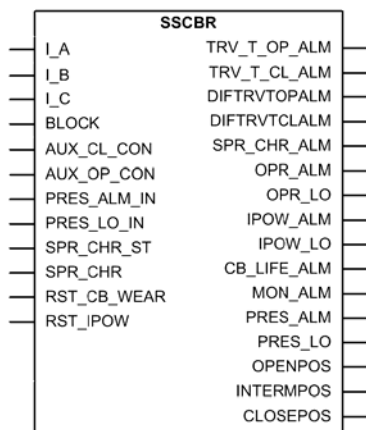 SSCBR
I_A
I_B
I_C
BLOCK
AUX_CL_CON
AUX_OP_CON
PRES_ALM_IN
PRES_LO_IN
SPR_CHR_ST
SPR_CHR
RST_CB_WEAR
RST_IPOW
TRV_T_OP_ALM
TRV_T_CL_ALM
DIFTRVTOPALM
DIFTRVTCLALM
SPR_CHR_ALM
OPR_ALM
OPR_LO
IPOW_ALM
IPOW_LO
CB_LIFE_ALM
MON_ALM
PRES_ALM
PRES_LO
OPENPOS
INTERMPOS
CLOSEPOS